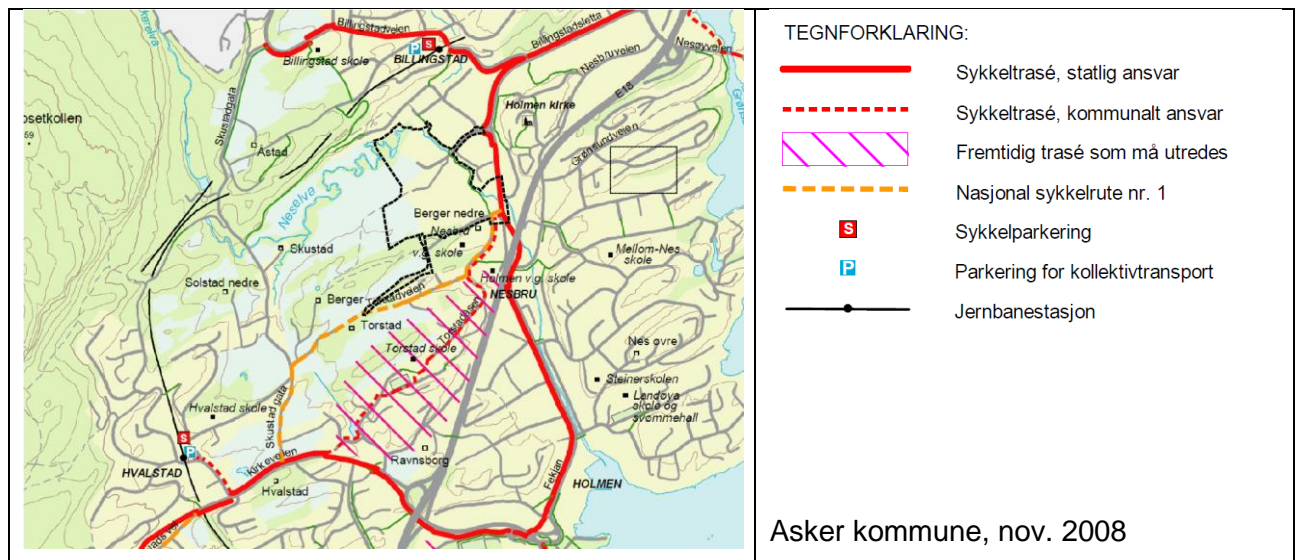 Billingstadveien
S
P
Billingstad skole
BILLINGSTAD
Billingstadsletta
Nesøyveien
Nesbruveien
E18
Skustadgata
Holmen kirke
Grønsundveien
Åstad
Neselva
Berger nedre
Nesbru
v.g. skole
Skustad
Mellom-Nes
skole
Holmen v.g. skole
NESBRU
Solstad nedre
Berger
Torstad
Torstad skole
Nes øvre
Steinerskolen
Landøya
skole og
svømmehall
Hvalstad skole
Skustad gata
S
P
HVALSTAD
Kirkeveien
Ravnsborg
Hvalstad
Fekjan
HOLMEN
TEGNFORKLARING:
Sykkeltrasé, statlig ansvar
Sykkeltrasé, kommunalt ansvar
Fremtidig trasé som må utredes
Nasjonal sykkelrute nr. 1
S Sykkelparkering
P Parkering for kollektivtransport
Jernbanestasjon
Asker kommune, nov. 2008